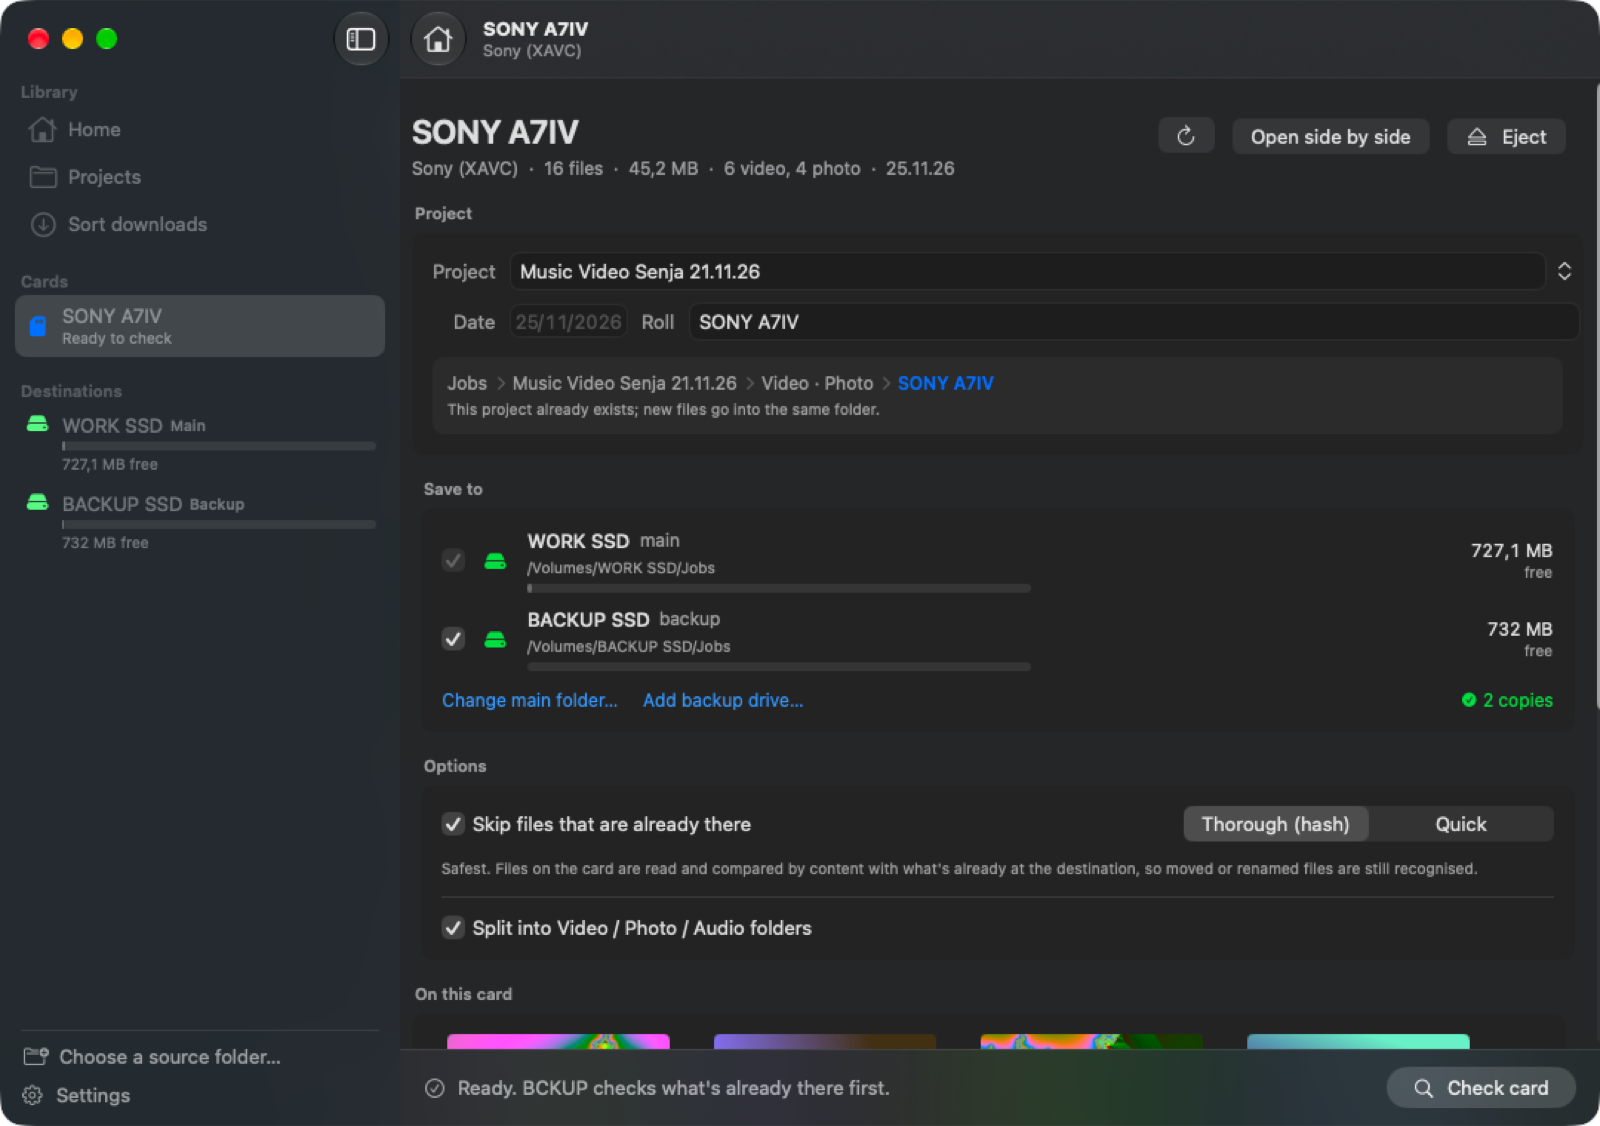 SONY A7IV
Sony (XAVC)
Library
Home
Projects
Sort downloads
Cards
SONY A7IV
Ready to check
Destinations
WORK SSD Main
727,1 MB free
BACKUP SSD Backup
732 MB free
Choose a source folder...
Settings
SONY A7IV
Open side by side
Eject
Sony (XAVC) · 16 files · 45,2 MB · 6 video, 4 photo · 25.11.26
Project
Project Music Video Senja 21.11.26
Date 25/11/2026 Roll SONY A7IV
Jobs > Music Video Senja 21.11.26 > Video · Photo > SONY A7IV
This project already exists; new files go into the same folder.
Save to
WORK SSD main
727,1 MB
/Volumes/WORK SSD/Jobs
free
BACKUP SSD backup
732 MB
/Volumes/BACKUP SSD/Jobs
free
Change main folder... Add backup drive... 2 copies
Options
Skip files that are already there Thorough (hash) Quick
Safest. Files on the card are read and compared by content with what's already at the destination, so moved or renamed files are still recognised.
Split into Video / Photo / Audio folders
On this card
Ready. BCKUP checks what's already there first.
Check card